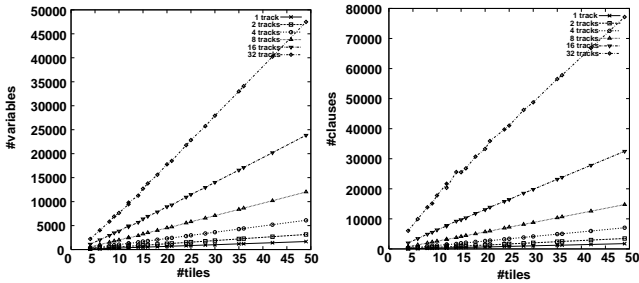 50000
45000
40000
35000
30000
25000
20000
15000
10000
5000
0
#variables
0 5 10 15 20 25 30 35 40 45 50
#tiles
1 track
2 tracks
4 tracks
8 tracks
16 tracks
32 tracks
80000
70000
60000
50000
40000
30000
20000
10000
0
#clauses
0 5 10 15 20 25 30 35 40 45 50
#tiles
1 track
2 tracks
4 tracks
8 tracks
16 tracks
32 tracks